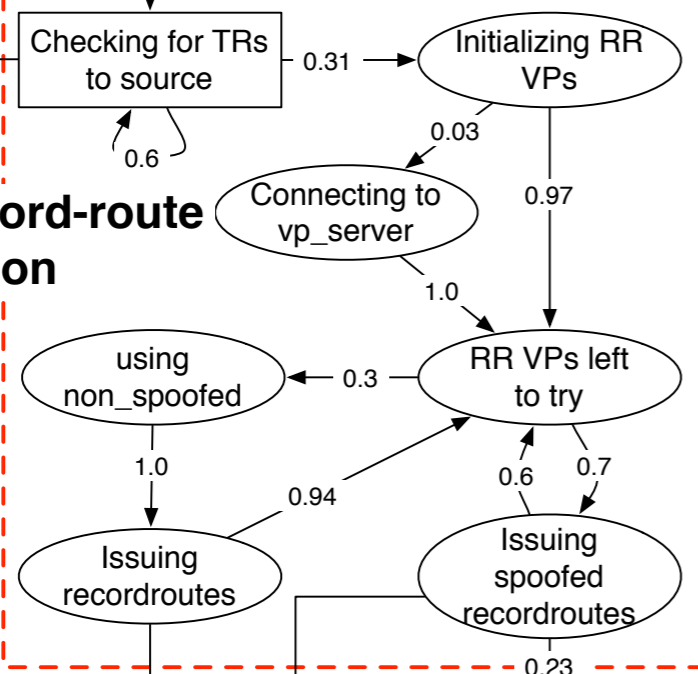 Checking for TRs
to source
0.31
Initializing RR
VPs
0.6
0.03
ord-route
on
Connecting to
vp_server
0.97
1.0
using
non_spoofed
0.3
RR VPs left
to try
1.0
0.94
0.6
0.7
Issuing
recordroutes
Issuing
spoofed
recordroutes
0.23